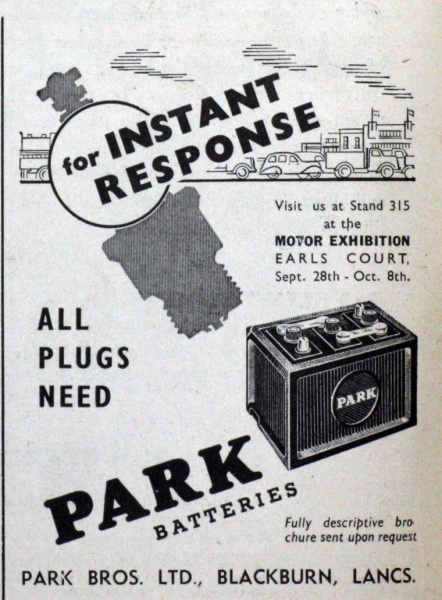 for INSTANT
RESPONSE
Visit us at Stand 315
at the
MOTOR EXHIBITION
EARLS COURT,
Sept. 28th - Oct. 8th.
ALL
PLUGS
NEED
PARK
PARK
BATTERIES
Fully descriptive bro
chure sent upon request
PARK BROS. LTD., BLACKBURN, LANCS.